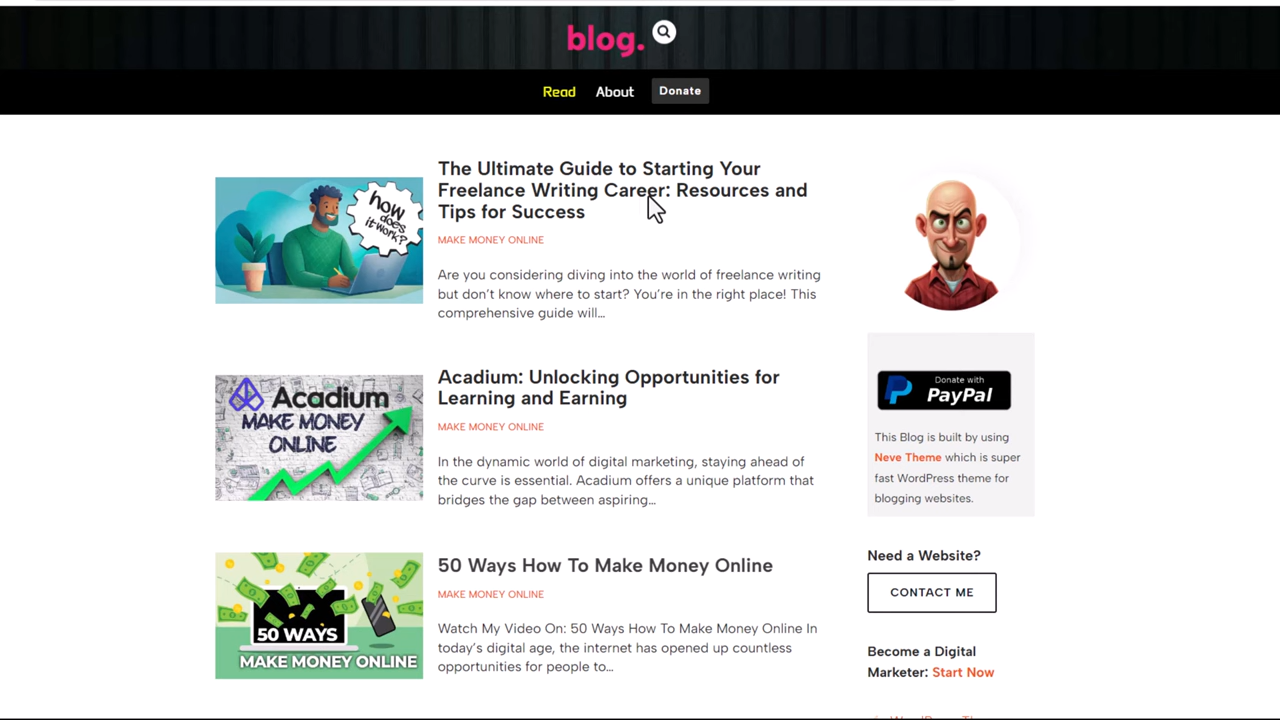 blog.
Read About Donate
how
does
it work?
The Ultimate Guide to Starting Your
Freelance Writing Career: Resources and
Tips for Success
MAKE MONEY ONLINE
Are you considering diving into the world of freelance writing
but don’t know where to start? You’re in the right place! This
comprehensive guide will...
Acadium
MAKE MONEY
ONLINE
Acadium: Unlocking Opportunities for
Learning and Earning
MAKE MONEY ONLINE
In the dynamic world of digital marketing, staying ahead of
the curve is essential. Acadium offers a unique platform that
bridges the gap between aspiring...
50 WAYS
MAKE MONEY ONLINE
50 Ways How To Make Money Online
MAKE MONEY ONLINE
Watch My Video On: 50 Ways How To Make Money Online In
today’s digital age, the internet has opened up countless
opportunities for people to...
Donate with
PayPal
This Blog is built by using
Neve Theme which is super
fast WordPress theme for
blogging websites.
Need a Website?
CONTACT ME
Become a Digital
Marketer: Start Now